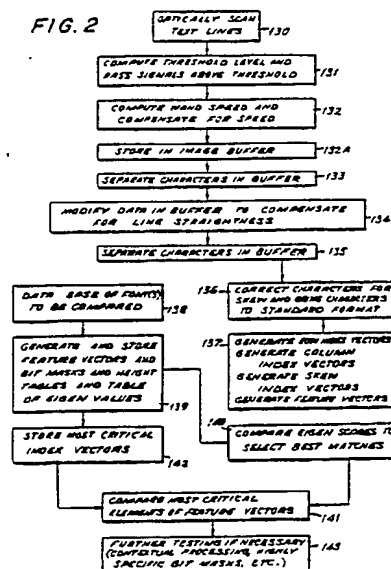 FIG. 2
OPTICALLY SCAN
TEXT LINES
130
COMPUTE THRESHOLD LEVEL AND
PASS SIGNALS ABOVE THRESHOLD
131
COMPUTE HAND SPEED AND
COMPENSATE FOR SPEED
132
STORE IN IMAGE BUFFER
132A
SEPARATE CHARACTERS IN BUFFER
133
MODIFY DATA IN BUFFER TO COMPENSATE
FOR LINE STRAIGHTNESS
134
SEPARATE CHARACTERS IN BUFFER
135
136
CORRECT CHARACTERS FOR
SKEW AND DRIVE CHARACTERS
TO STANDARD FORMAT
DATA BASE OF FONT(S)
TO BE COMPARED
138
137
GENERATE ROW INDEX VECTORS
GENERATE COLUMN
INDEX VECTORS
GENERATE SKEW
INDEX VECTORS
GENERATE FEATURE VECTORS
GENERATE AND STORE
FEATURE VECTORS AND
BIT MASKS AND HEIGHT
TABLES AND TABLE
OF EIGEN VALUES
139
140
COMPARE EIGEN SCORES TO
SELECT BEST MATCHES
STORE MOST CRITICAL
INDEX VECTORS
142
COMPARE MOST CRITICAL
ELEMENTS OF FEATURE VECTORS
141
FURTHER TESTING IF NECESSARY
(CONTEXTUAL PROCESSING, HIGHLY
SPECIFIC BIT MASKS, ETC.)
143